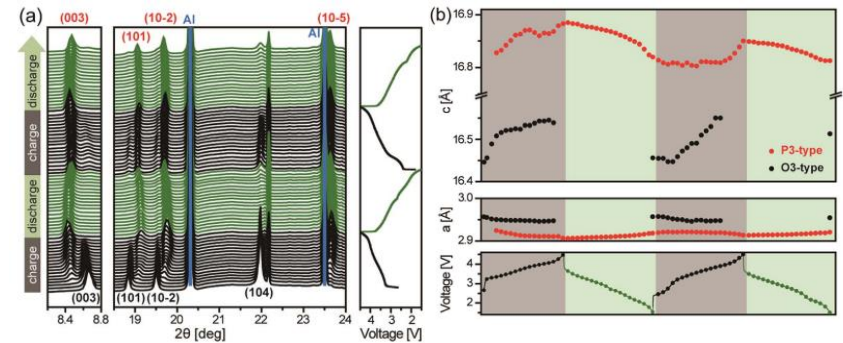 (a)
(003)
(101)
(10-2)
Al
Al
(10-5)
discharge
charge
discharge
charge
(003)
(101)
(10-2)
(104)
8.4 8.8
19 20 21 22 23 24
2θ [deg]
4 3 2
Voltage [V]
(b)
16.9
16.8
16.5
16.4
c [Å]
P3-type
O3-type
3.0
2.9
a [Å]
4
3
2
Voltage [V]